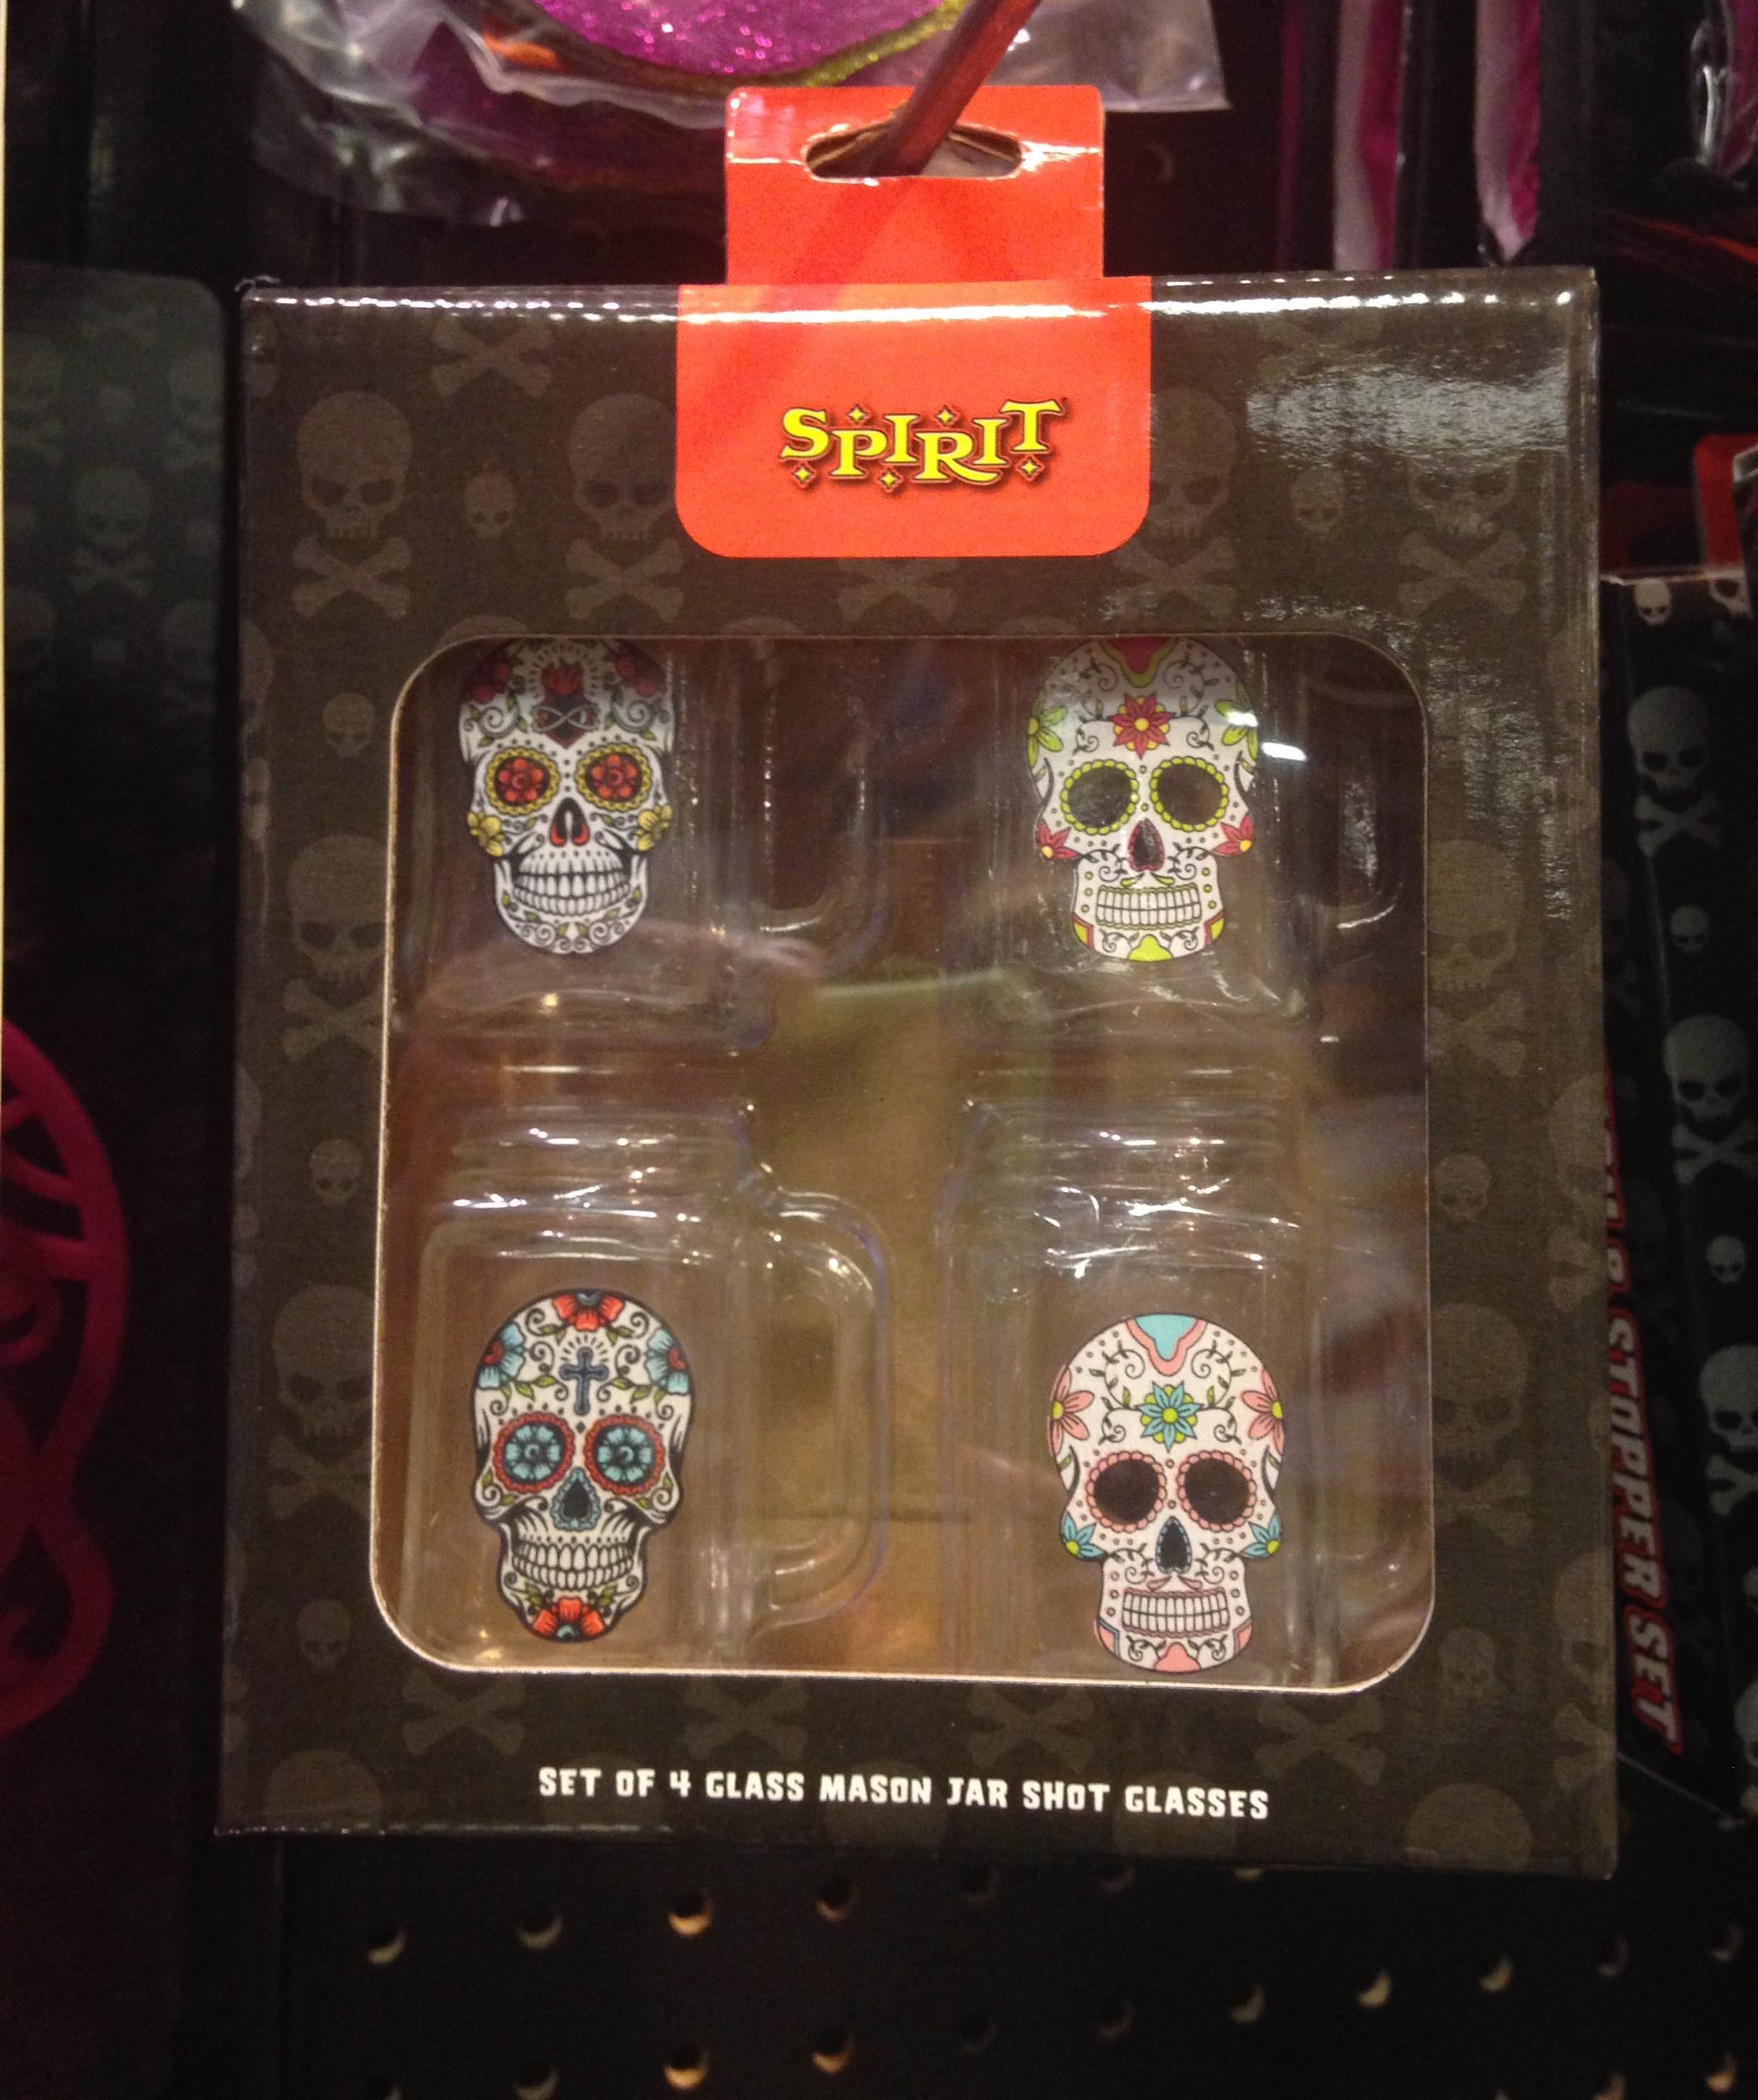 SPIRIT
SET OF 4 GLASS MASON JAR SHOT GLASSES
STOPPER SET